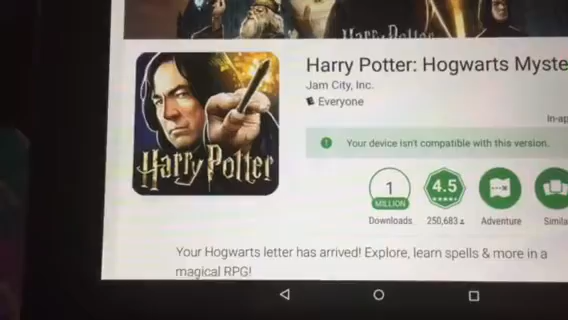 Harry Potter
Harry Potter: Hogwarts Myste
Jam City, Inc.
Everyone
In-ap
Your device isn't compatible with this version.
Harry Potter
1
MILLION
4.5
Downloads
250,683
Adventure
Simila
Your Hogwarts letter has arrived! Explore, learn spells & more in a
magical RPG!